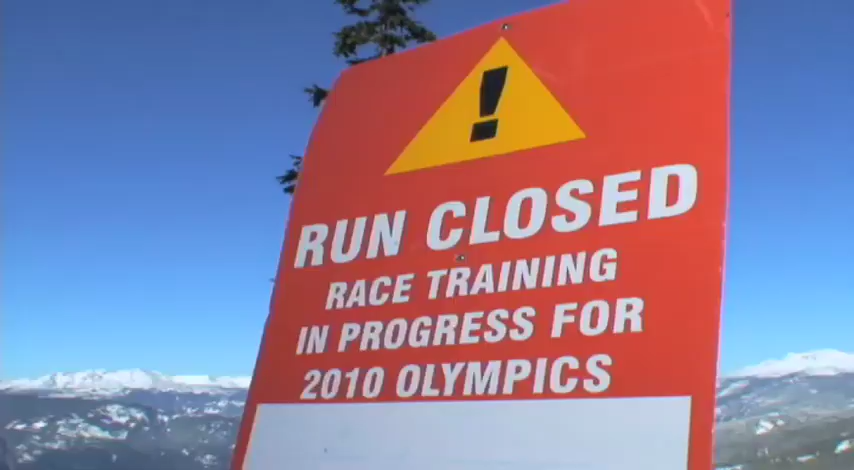 !
RUN CLOSED
RACE TRAINING
IN PROGRESS FOR
2010 OLYMPICS